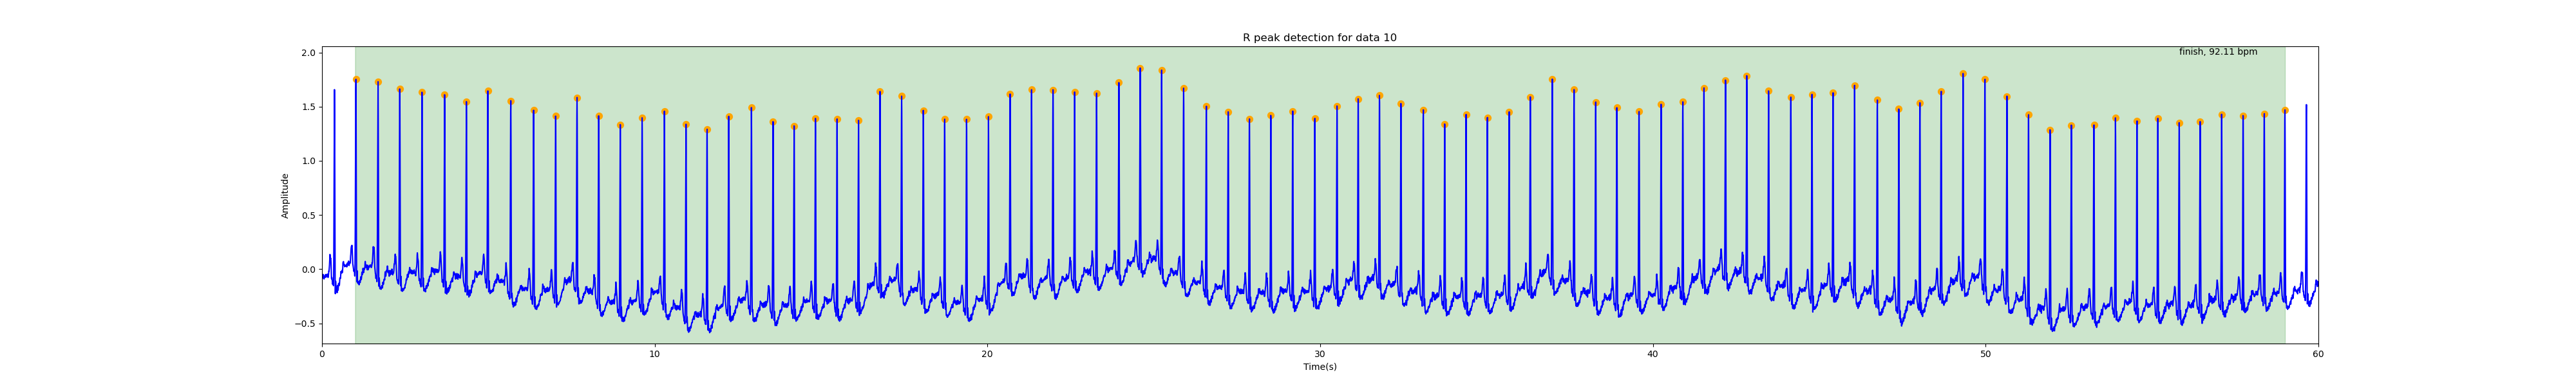 R peak detection for data 10
finish, 92.11 bpm
2.0
1.5
1.0
0.5
0.0
−0.5
Amplitude
0 10 20 30 40 50 60
Time(s)